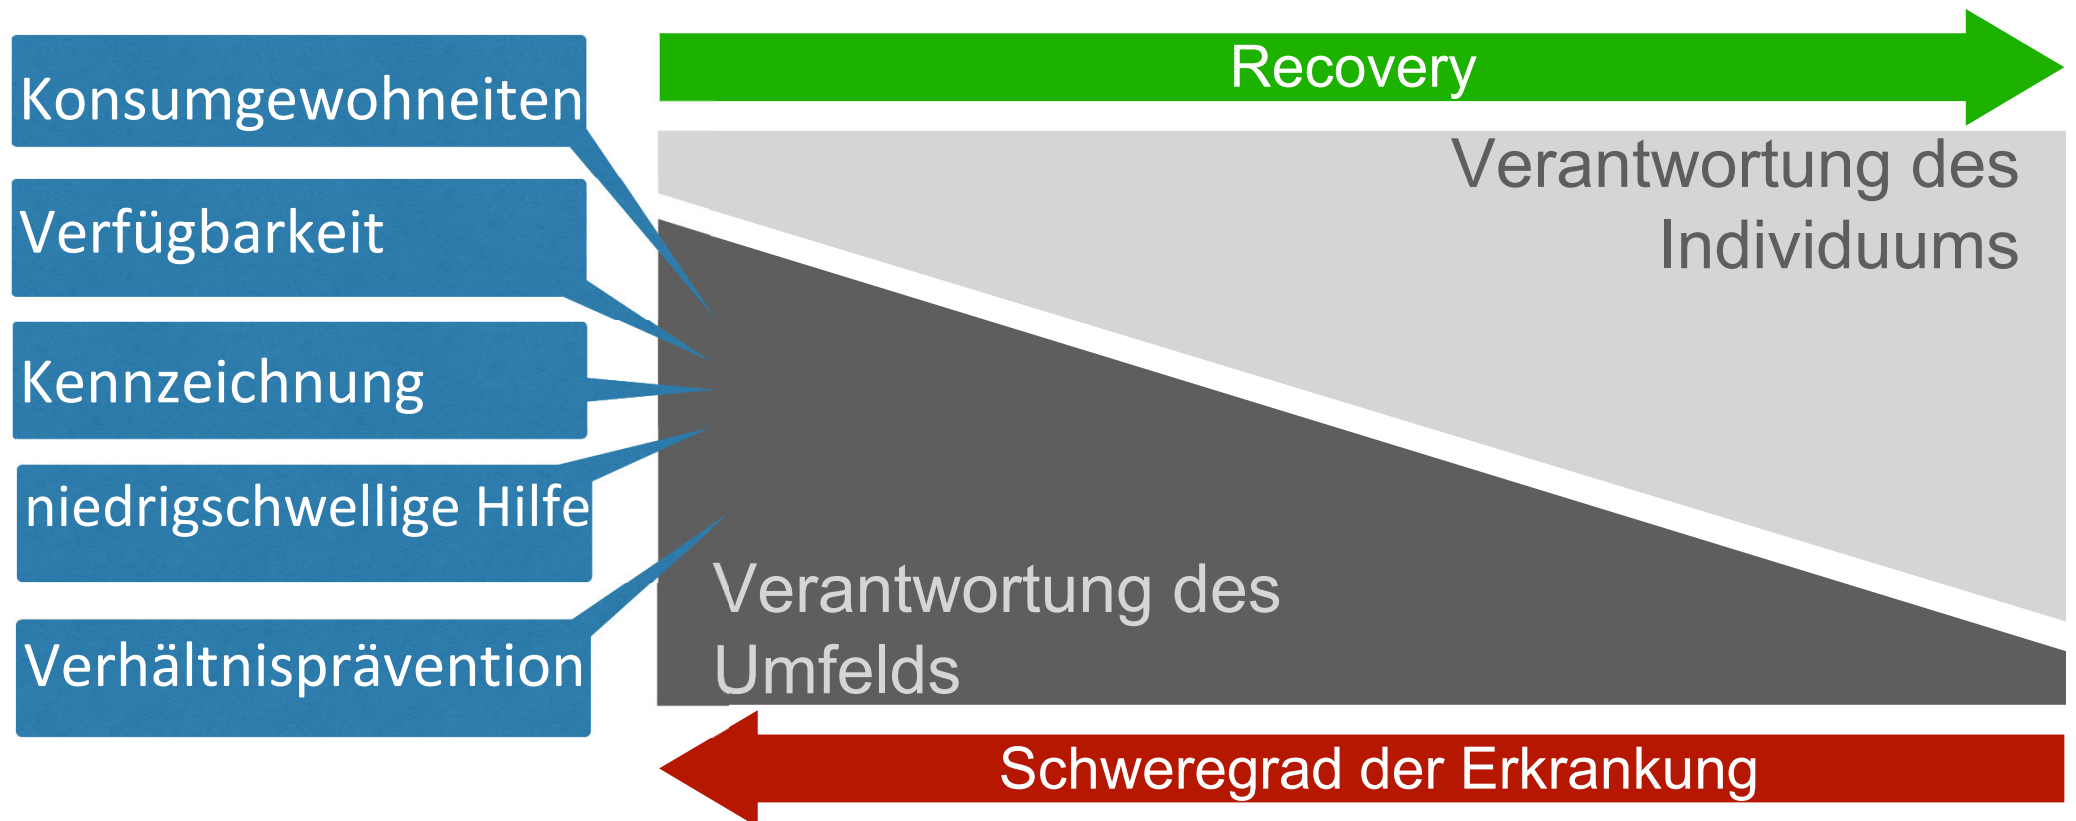 Konsumgewohneiten
Verfügbarkeit
Kennzeichnung
niedrigschwellige Hilfe
Verhältnisprävention
Recovery
Verantwortung des
Individuums
Verantwortung des
Umfelds
Schweregrad der Erkrankung